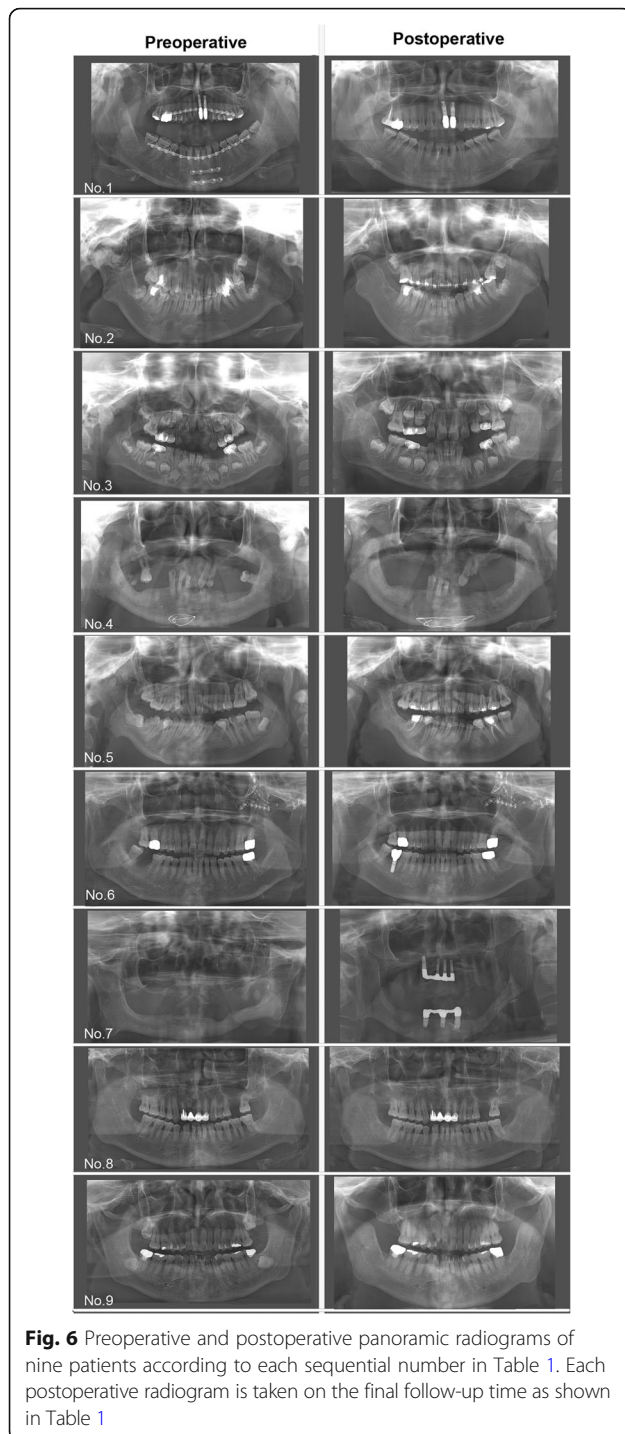 Preoperative Postoperative
No.1
No.2
No.3
No.4
No.5
No.6
No.7
No.8
No.9
Fig. 6 Preoperative and postoperative panoramic radiograms of
nine patients according to each sequential number in Table 1. Each
postoperative radiogram is taken on the final follow-up time as shown
in Table 1